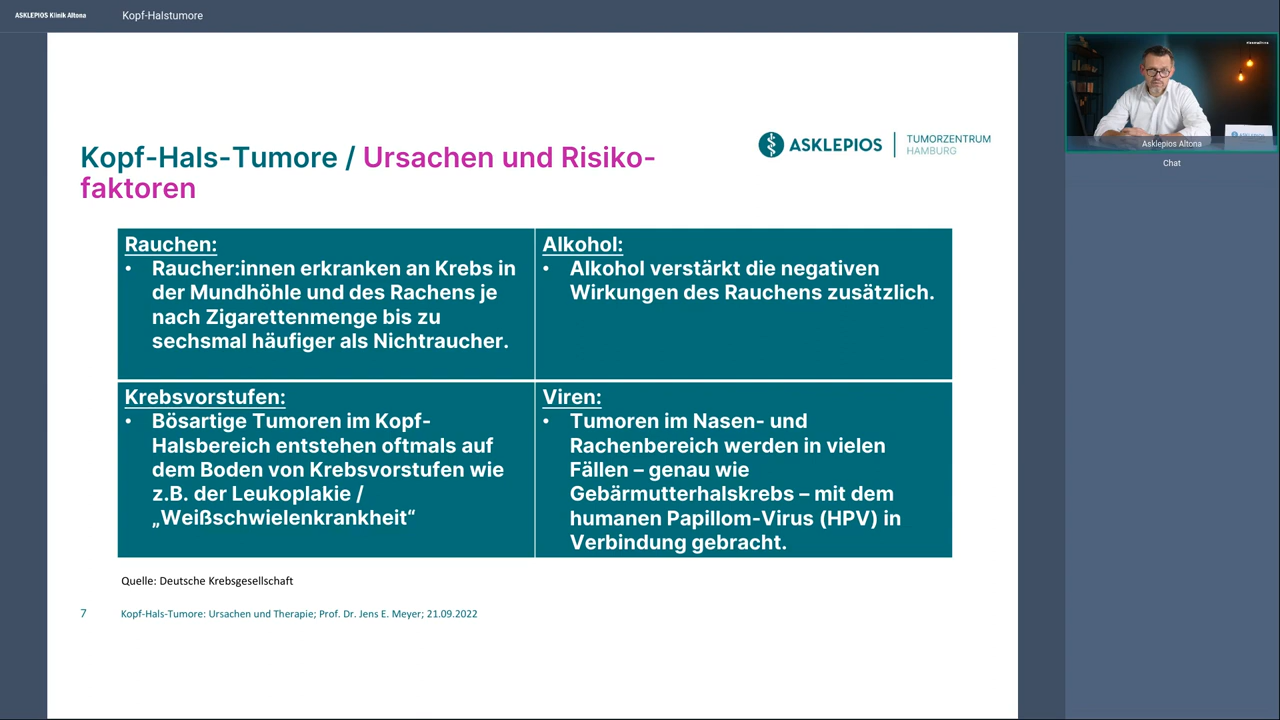 ASKLEPIOS Klinik Altona
Kopf-Halstumore
Kopf-Hals-Tumore / Ursachen und Risiko-
faktoren
ASKLEPIOS
TUMORZENTRUM
HAMBURG
Rauchen:
• Raucher:innen erkranken an Krebs in
der Mundhöhle und des Rachens je
nach Zigarettenmenge bis zu
sechsmal häufiger als Nichtraucher.
Alkohol:
• Alkohol verstärkt die negativen
Wirkungen des Rauchens zusätzlich.
Krebsvorstufen:
• Bösartige Tumoren im Kopf-
Halsbereich entstehen oftmals auf
dem Boden von Krebsvorstufen wie
z.B. der Leukoplakie /
„Weißschwielenkrankheit“
Viren:
• Tumoren im Nasen- und
Rachenbereich werden in vielen
Fällen – genau wie
Gebärmutterhalskrebs – mit dem
humanen Papillom-Virus (HPV) in
Verbindung gebracht.
Quelle: Deutsche Krebsgesellschaft
7
Kopf-Hals-Tumore: Ursachen und Therapie; Prof. Dr. Jens E. Meyer; 21.09.2022
Asklepios Altona
Chat